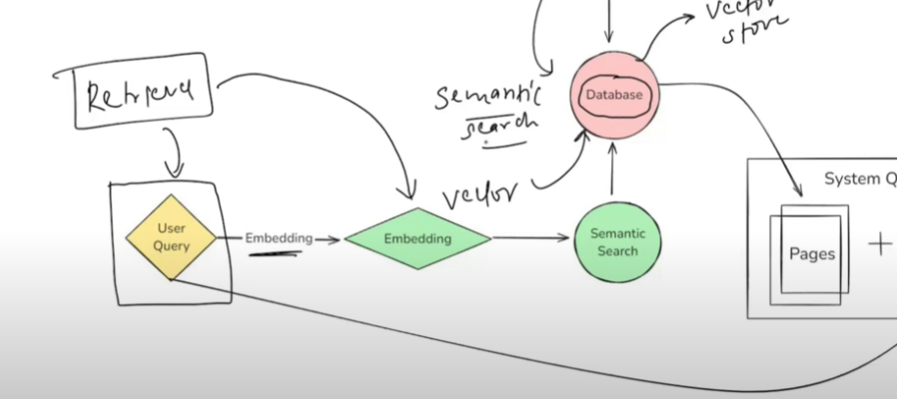 vector
store
Retrieval
semantic
search
Database
System Q
vector
User
Query
Embedding
Embedding
Semantic
Search
Pages
+